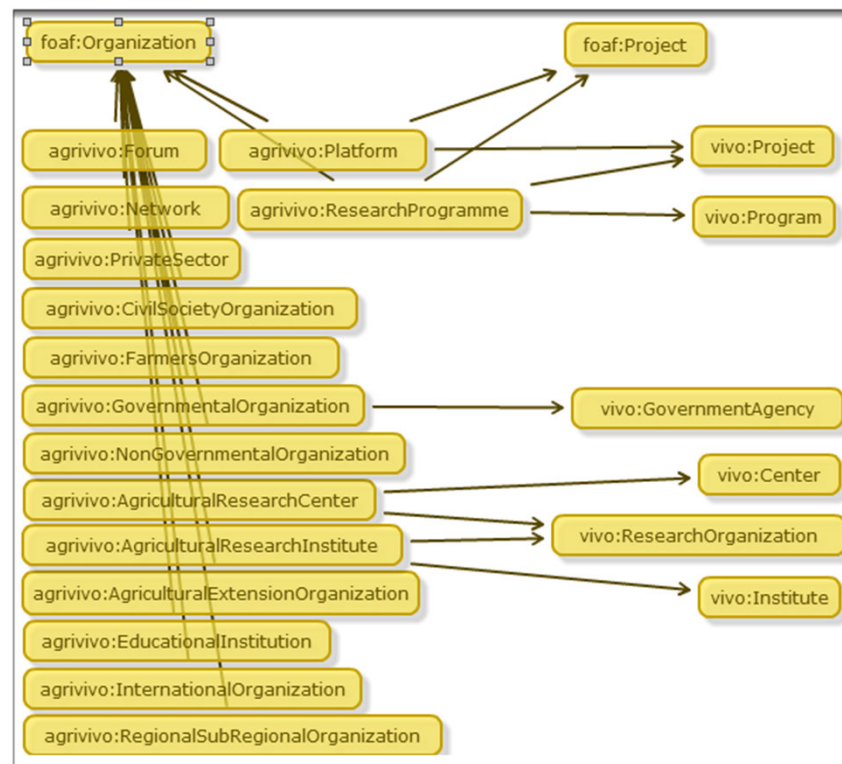 foaf:Organization
foaf:Project
agrivivo:Forum
agrivivo:Platform
vivo:Project
agrivivo:Network
agrivivo:ResearchProgramme
vivo:Program
agrivivo:PrivateSector
agrivivo:CivilSocietyOrganization
agrivivo:FarmersOrganization
agrivivo:GovernmentalOrganization
vivo:GovernmentAgency
agrivivo:NonGovernmentalOrganization
vivo:Center
agrivivo:AgriculturalResearchCenter
vivo:ResearchOrganization
agrivivo:AgriculturalResearchInstitute
agrivivo:AgriculturalExtensionOrganization
vivo:Institute
agrivivo:EducationalInstitution
agrivivo:InternationalOrganization
agrivivo:RegionalSubRegionalOrganization